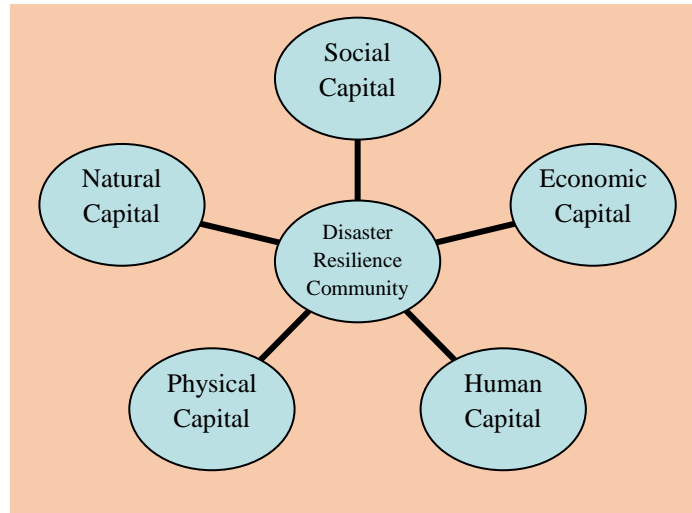 Social
Capital
Natural
Capital
Economic
Capital
Disaster
Resilience
Community
Physical
Capital
Human
Capital